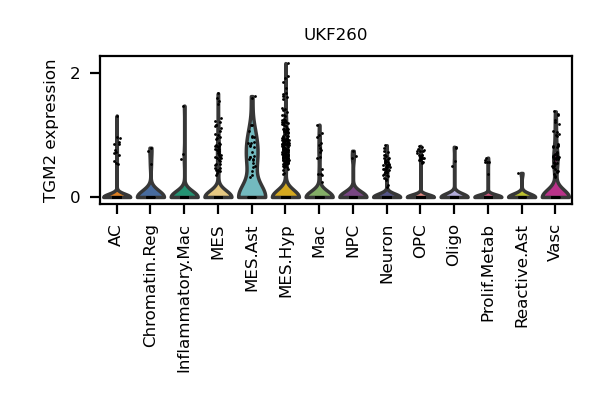 UKF260
TGM2 expression
2
0
AC
Chromatin.Reg
Inflammatory.Mac
MES
MES.Ast
MES.Hyp
Mac
NPC
Neuron
OPC
Oligo
Prolif.Metab
Reactive.Ast
Vasc